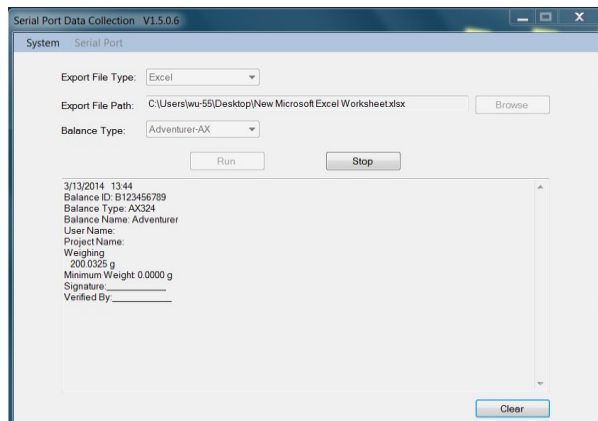 Serial Port Data Collection V1.5.0.6
System Serial Port
Export File Type: Excel
Export File Path: C:\Users\wu-55\Desktop\New Microsoft Excel Worksheet.xlsx Browse
Balance Type: Adventurer-AX
Run Stop
3/13/2014 13:44
Balance ID: B123456789
Balance Type: AX324
Balance Name: Adventurer
User Name:
Project Name:
Weighing
200.0325 g
Minimum Weight: 0.0000 g
Signature:____________
Verified By:____________
Clear